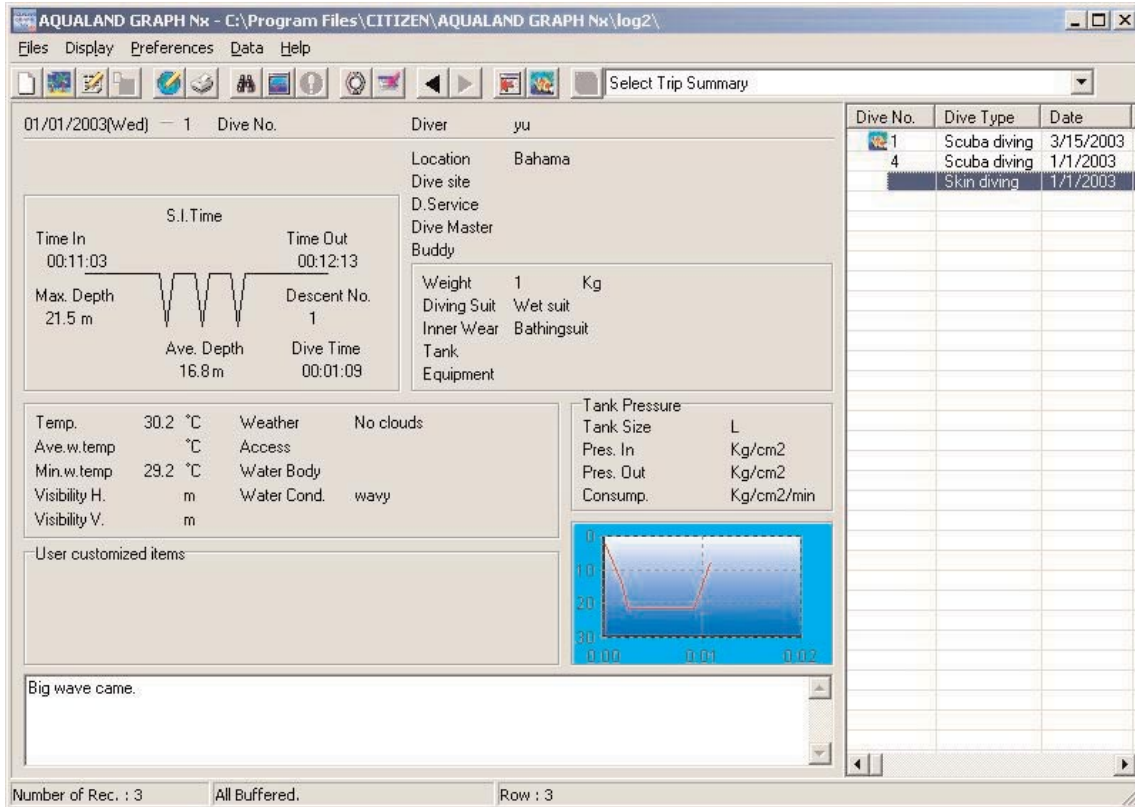 AQUALAND GRAPH Nx - C:\Program Files\CITIZEN\AQUALAND GRAPH Nx\log2\
Files Display Preferences Data Help
Select Trip Summary
01/01/2003(Wed) － 1 Dive No. Diver yu
Location Bahama
Dive site
D.Service
Dive Master
Buddy
S.I.Time
Time In Time Out
00:11:03 00:12:13
Max. Depth Descent No.
21.5 m 1
Ave. Depth Dive Time
16.8 m 00:01:09
Weight 1 Kg
Diving Suit Wet suit
Inner Wear Bathingsuit
Tank
Equipment
Temp. 30.2 °C Weather No clouds
Ave.w.temp °C Access
Min.w.temp 29.2 °C Water Body
Visibility H. m Water Cond. wavy
Visibility V. m
Tank Pressure
Tank Size L
Pres. In Kg/cm2
Pres. Out Kg/cm2
Consump. Kg/cm2/min
User customized items
0
10
20
30
0:00 0:01 0:02
Big wave came.
Dive No. Dive Type Date
1 Scuba diving 3/15/2003
4 Scuba diving 1/1/2003
Skin diving 1/1/2003
Number of Rec. : 3 All Buffered. Row : 3